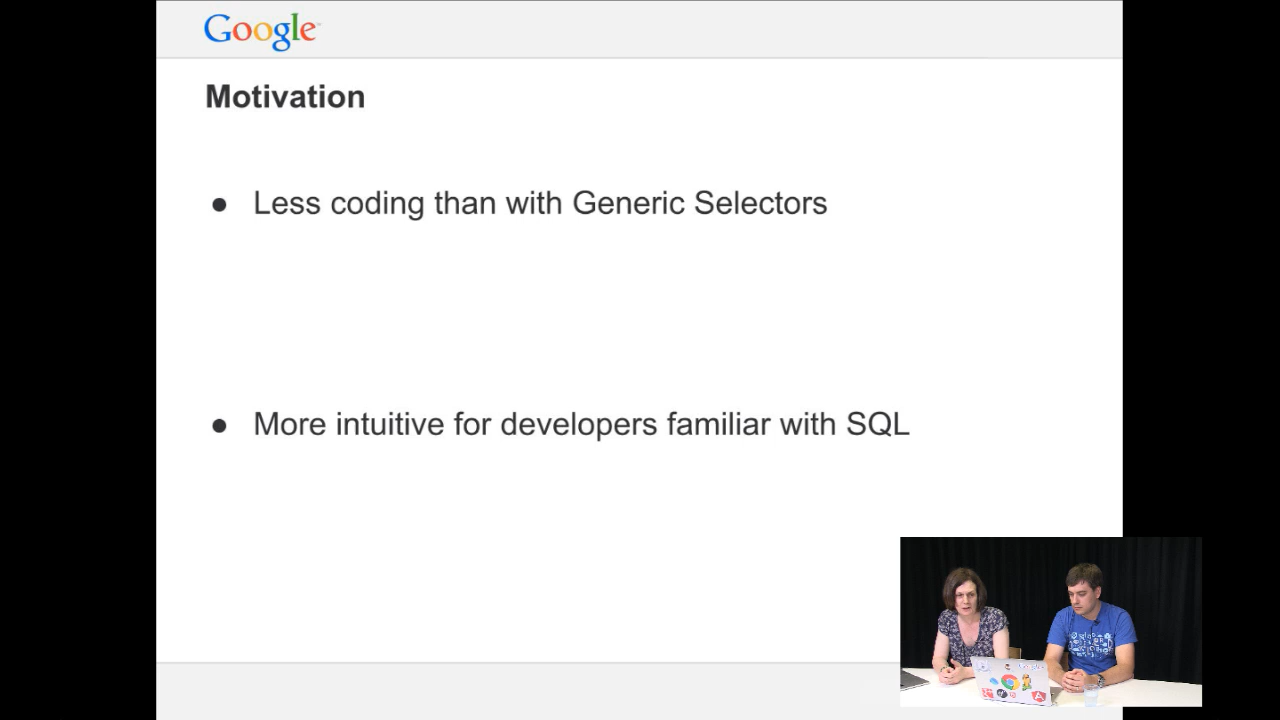 Google
Motivation
● Less coding than with Generic Selectors
● More intuitive for developers familiar with SQL